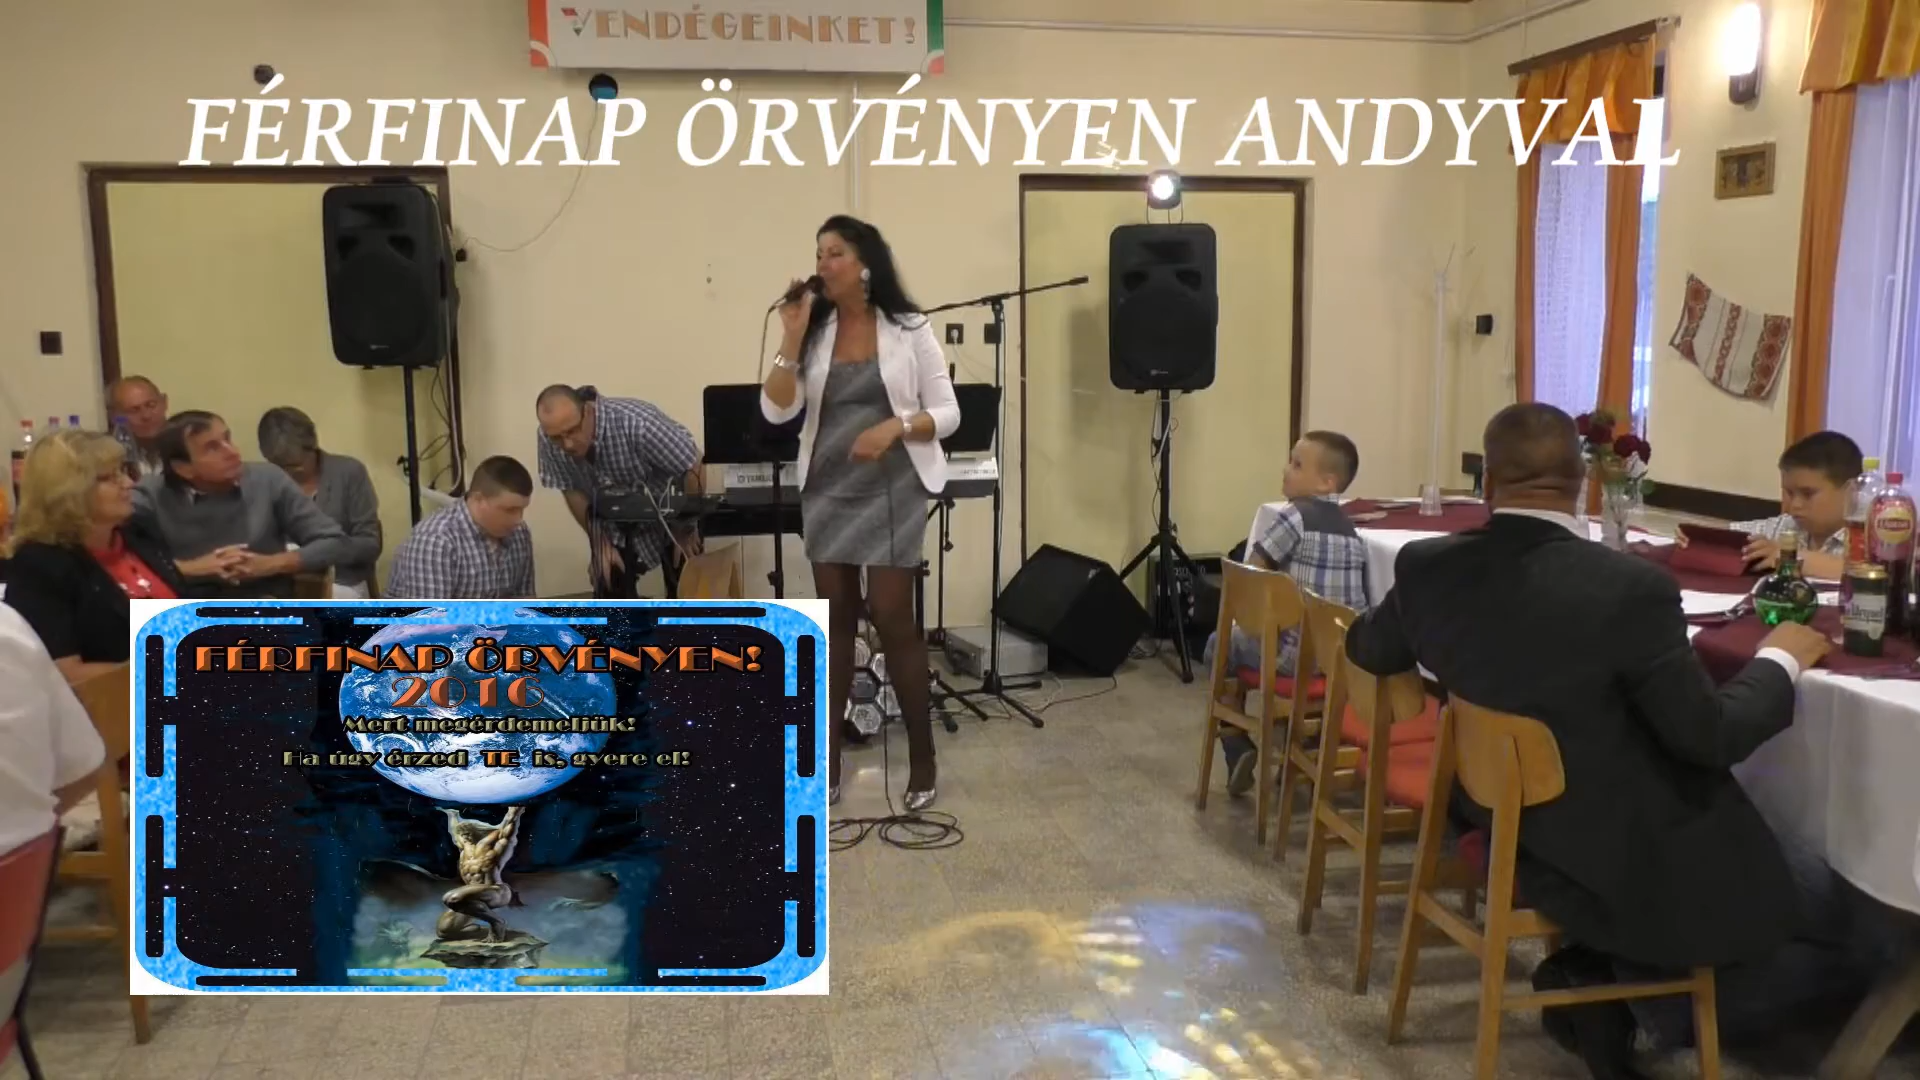 VENDÉGEINKET!
FÉRFINAP ÖRVÉNYEN ANDYVAL
FÉRFINAP ÖRVÉNYEN!
2016
Mert megérdemeljük!
Ha úgy érzed TE is, gyere el!